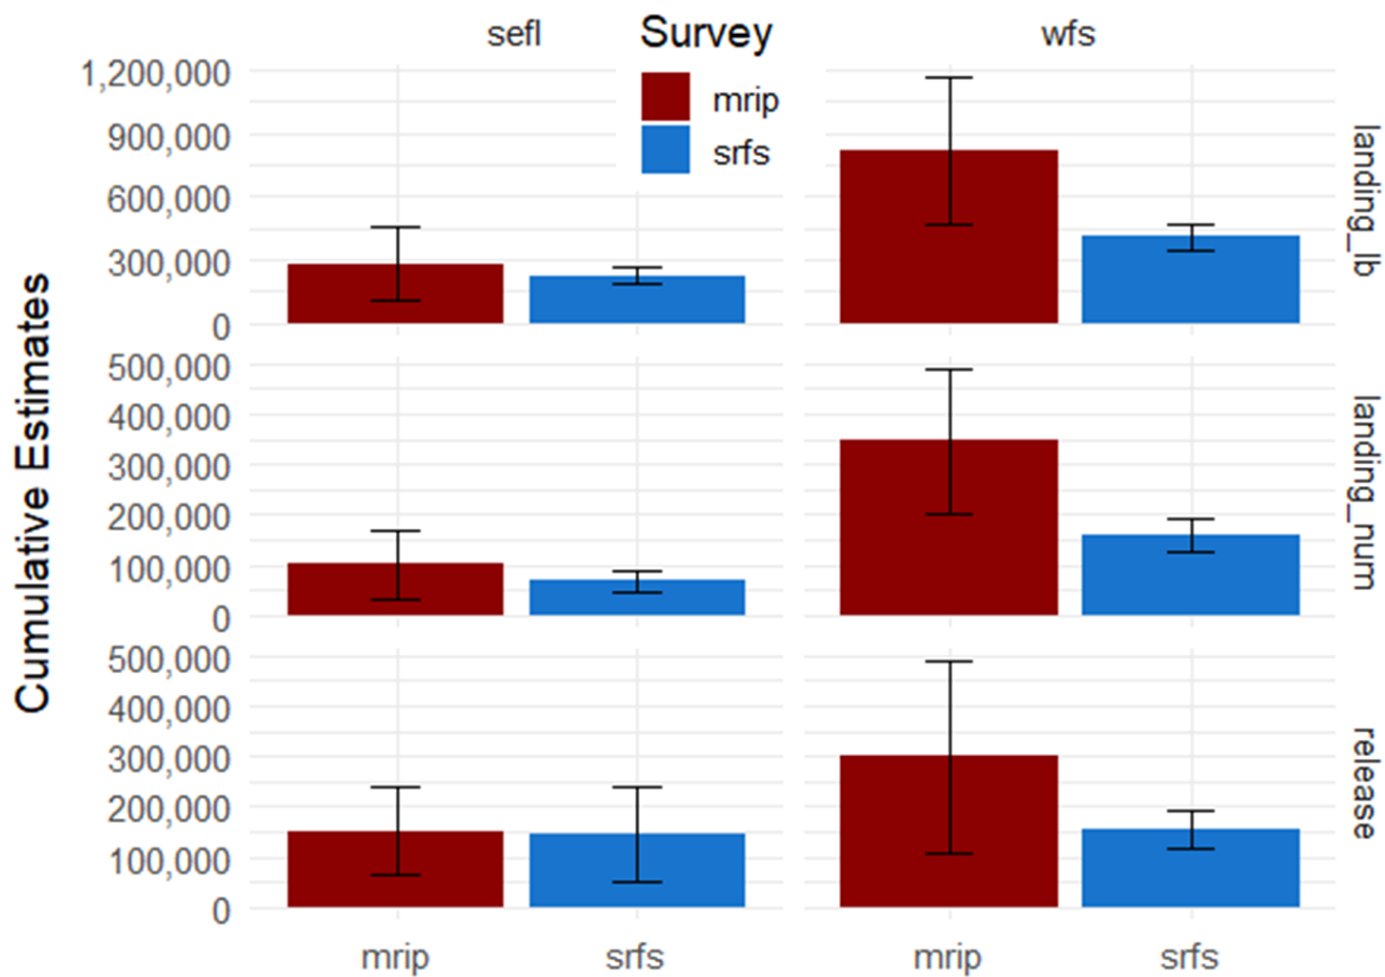 sefl
Survey
wfs
mrip
srfs
Cumulative Estimates
1,200,000
900,000
600,000
300,000
0
landing_lb
500,000
400,000
300,000
200,000
100,000
0
landing_num
500,000
400,000
300,000
200,000
100,000
0
release
mrip
srfs
mrip
srfs